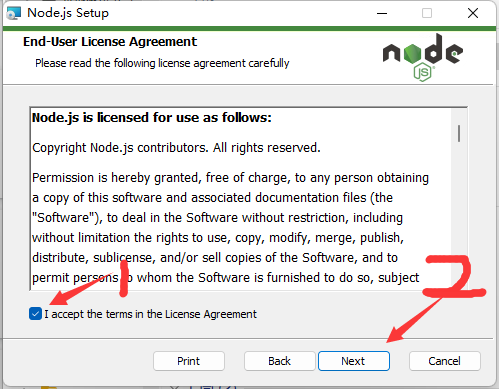 Node.js Setup
End-User License Agreement
Please read the following license agreement carefully
node
JS
Node.js is licensed for use as follows:
Copyright Node.js contributors. All rights reserved.
Permission is hereby granted, free of charge, to any person obtaining
a copy of this software and associated documentation files (the
"Software"), to deal in the Software without restriction, including
without limitation the rights to use, copy, modify, merge, publish,
distribute, sublicense, and/or sell copies of the Software, and to
permit persons to whom the Software is furnished to do so, subject
1
2
I accept the terms in the License Agreement
Print
Back
Next
Cancel